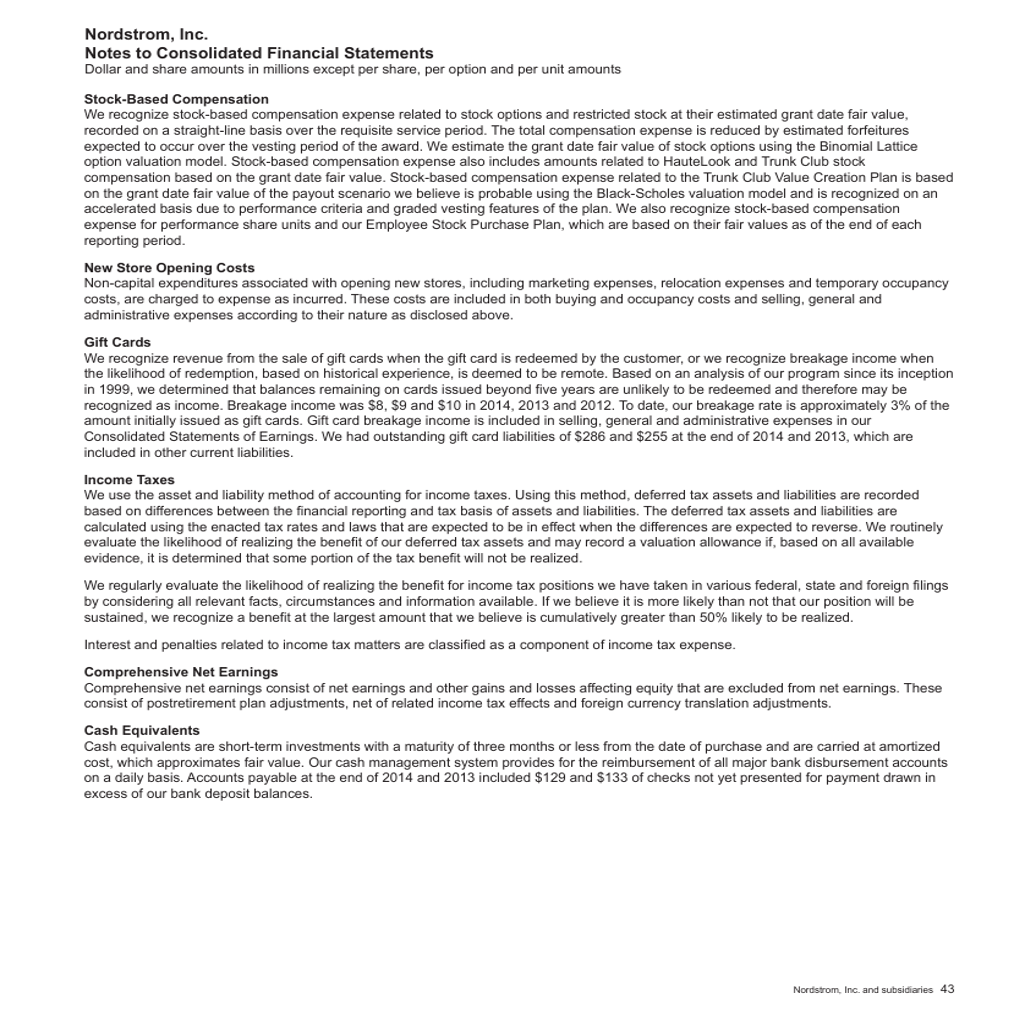 Nordstrom, Inc.
Notes to Consolidated Financial Statements
Dollar and share amounts in millions except per share, per option and per unit amounts
Stock-Based Compensation
We recognize stock-based compensation expense related to stock options and restricted stock at their estimated grant date fair value,
recorded on a straight-line basis over the requisite service period. The total compensation expense is reduced by estimated forfeitures
expected to occur over the vesting period of the award. We estimate the grant date fair value of stock options using the Binomial Lattice
option valuation model. Stock-based compensation expense also includes amounts related to HauteLook and Trunk Club stock
compensation based on the grant date fair value. Stock-based compensation expense related to the Trunk Club Value Creation Plan is based
on the grant date fair value of the payout scenario we believe is probable using the Black-Scholes valuation model and is recognized on an
accelerated basis due to performance criteria and graded vesting features of the plan. We also recognize stock-based compensation
expense for performance share units and our Employee Stock Purchase Plan, which are based on their fair values as of the end of each
reporting period.
New Store Opening Costs
Non-capital expenditures associated with opening new stores, including marketing expenses, relocation expenses and temporary occupancy
costs, are charged to expense as incurred. These costs are included in both buying and occupancy costs and selling, general and
administrative expenses according to their nature as disclosed above.
Gift Cards
We recognize revenue from the sale of gift cards when the gift card is redeemed by the customer, or we recognize breakage income when
the likelihood of redemption, based on historical experience, is deemed to be remote. Based on an analysis of our program since its inception
in 1999, we determined that balances remaining on cards issued beyond five years are unlikely to be redeemed and therefore may be
recognized as income. Breakage income was $8, $9 and $10 in 2014, 2013 and 2012. To date, our breakage rate is approximately 3% of the
amount initially issued as gift cards. Gift card breakage income is included in selling, general and administrative expenses in our
Consolidated Statements of Earnings. We had outstanding gift card liabilities of $286 and $255 at the end of 2014 and 2013, which are
included in other current liabilities.
Income Taxes
We use the asset and liability method of accounting for income taxes. Using this method, deferred tax assets and liabilities are recorded
based on differences between the financial reporting and tax basis of assets and liabilities. The deferred tax assets and liabilities are
calculated using the enacted tax rates and laws that are expected to be in effect when the differences are expected to reverse. We routinely
evaluate the likelihood of realizing the benefit of our deferred tax assets and may record a valuation allowance if, based on all available
evidence, it is determined that some portion of the tax benefit will not be realized.
We regularly evaluate the likelihood of realizing the benefit for income tax positions we have taken in various federal, state and foreign filings
by considering all relevant facts, circumstances and information available. If we believe it is more likely than not that our position will be
sustained, we recognize a benefit at the largest amount that we believe is cumulatively greater than 50% likely to be realized.
Interest and penalties related to income tax matters are classified as a component of income tax expense.
Comprehensive Net Earnings
Comprehensive net earnings consist of net earnings and other gains and losses affecting equity that are excluded from net earnings. These
consist of postretirement plan adjustments, net of related income tax effects and foreign currency translation adjustments.
Cash Equivalents
Cash equivalents are short-term investments with a maturity of three months or less from the date of purchase and are carried at amortized
cost, which approximates fair value. Our cash management system provides for the reimbursement of all major bank disbursement accounts
on a daily basis. Accounts payable at the end of 2014 and 2013 included $129 and $133 of checks not yet presented for payment drawn in
excess of our bank deposit balances.
Nordstrom, Inc. and subsidiaries 43